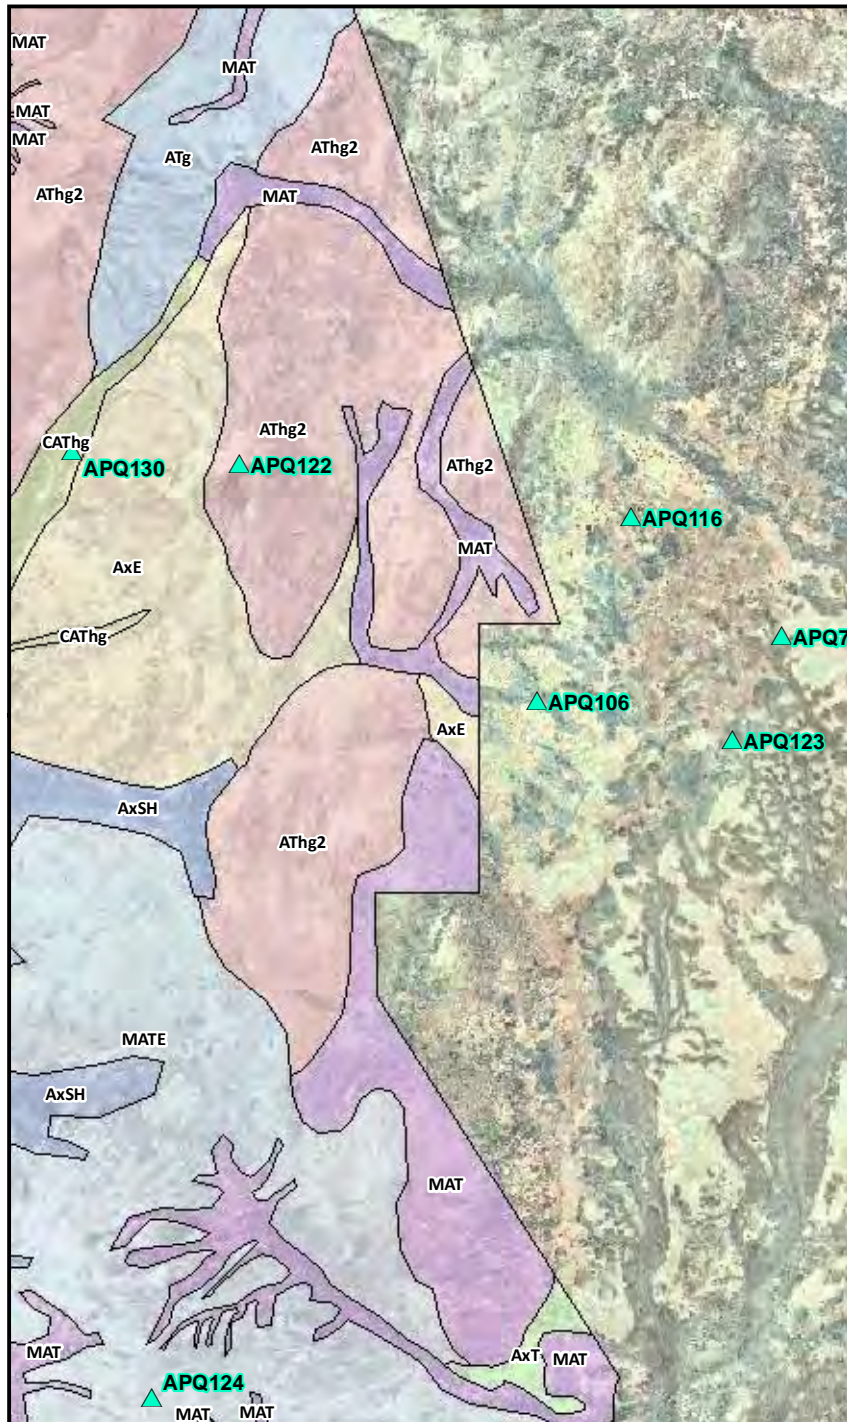 MAT
MAT
MAT
MAT
ATg
AThg2
AThg2
MAT
CAThg
APQ130
AThg2
APQ122
AThg2
APQ116
MAT
AxE
CAThg
APQ7
APQ106
AxE
APQ123
AxSH
AThg2
MATE
AxSH
MAT
AxT
MAT
MAT
APQ124
MAT
MAT